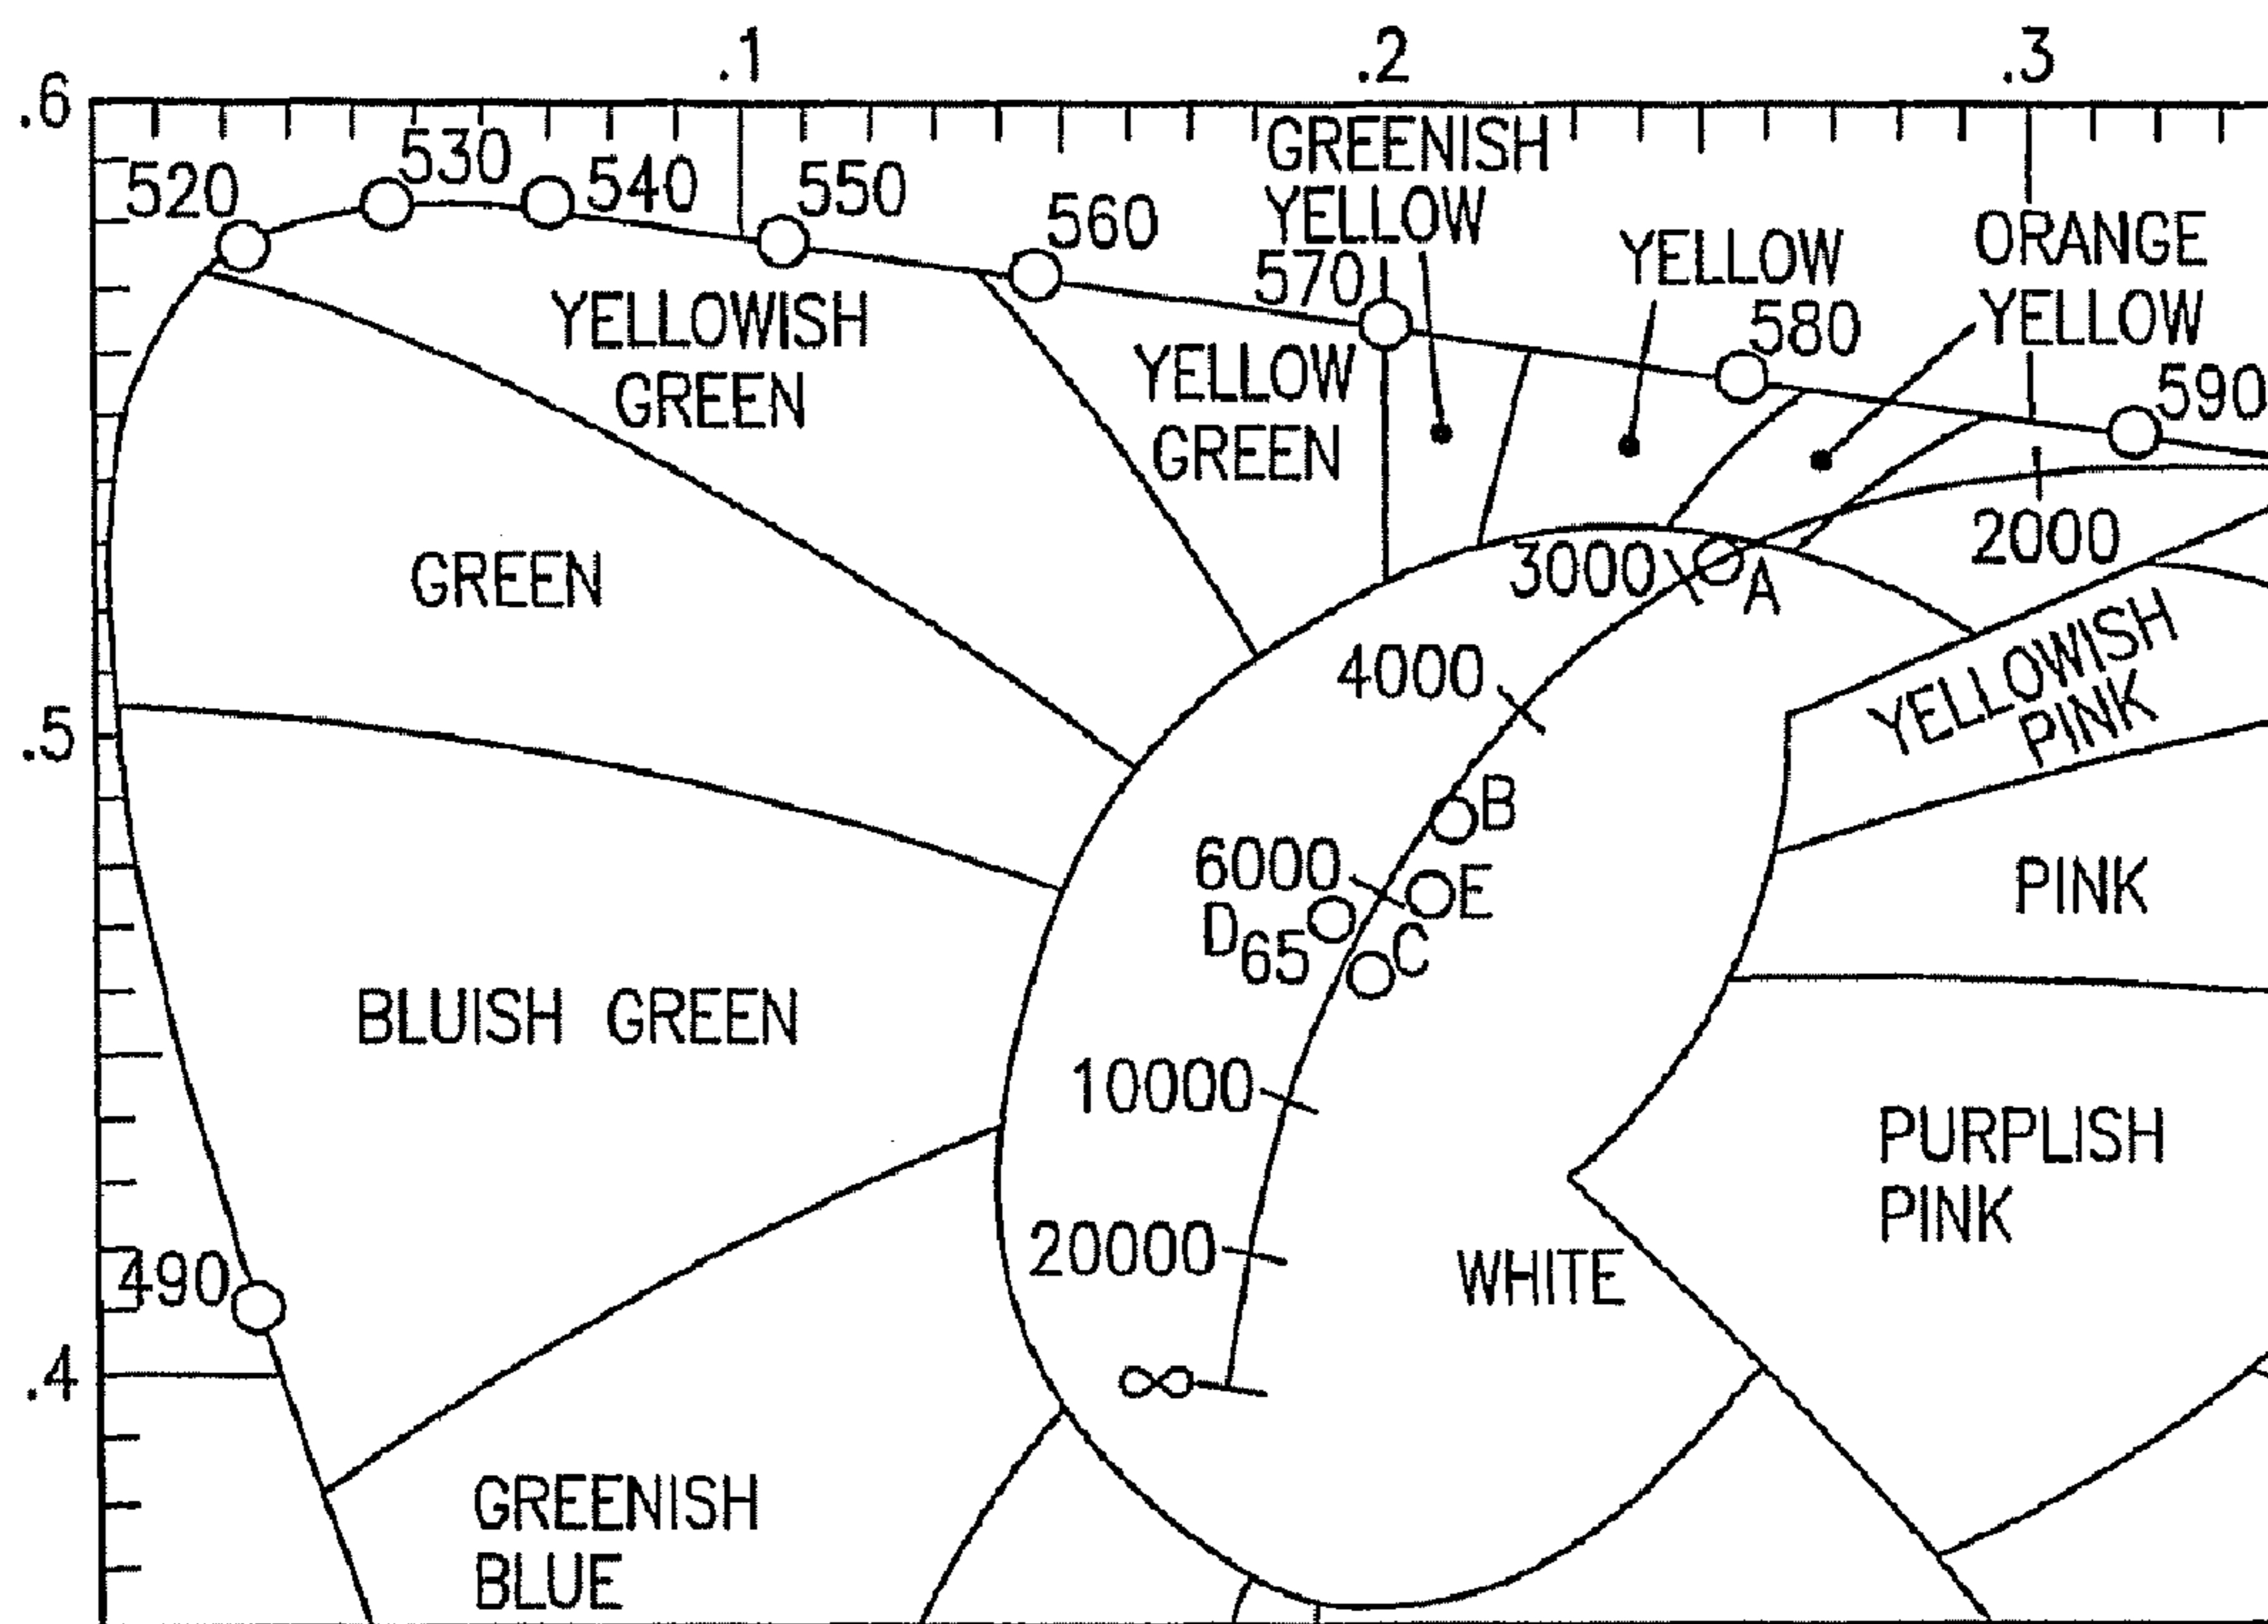 .1
.2
.3
.6
520
530
540
550
560
GREENISH
YELLOW
570
YELLOW
580
ORANGE
YELLOW
590
YELLOWISH
GREEN
YELLOW
GREEN
GREEN
3000
A
2000
4000
YELLOWISH
PINK
.5
B
6000
E
D65
C
PINK
BLUISH GREEN
10000
PURPLISH
PINK
20000
WHITE
490
.4
∞
GREENISH
BLUE